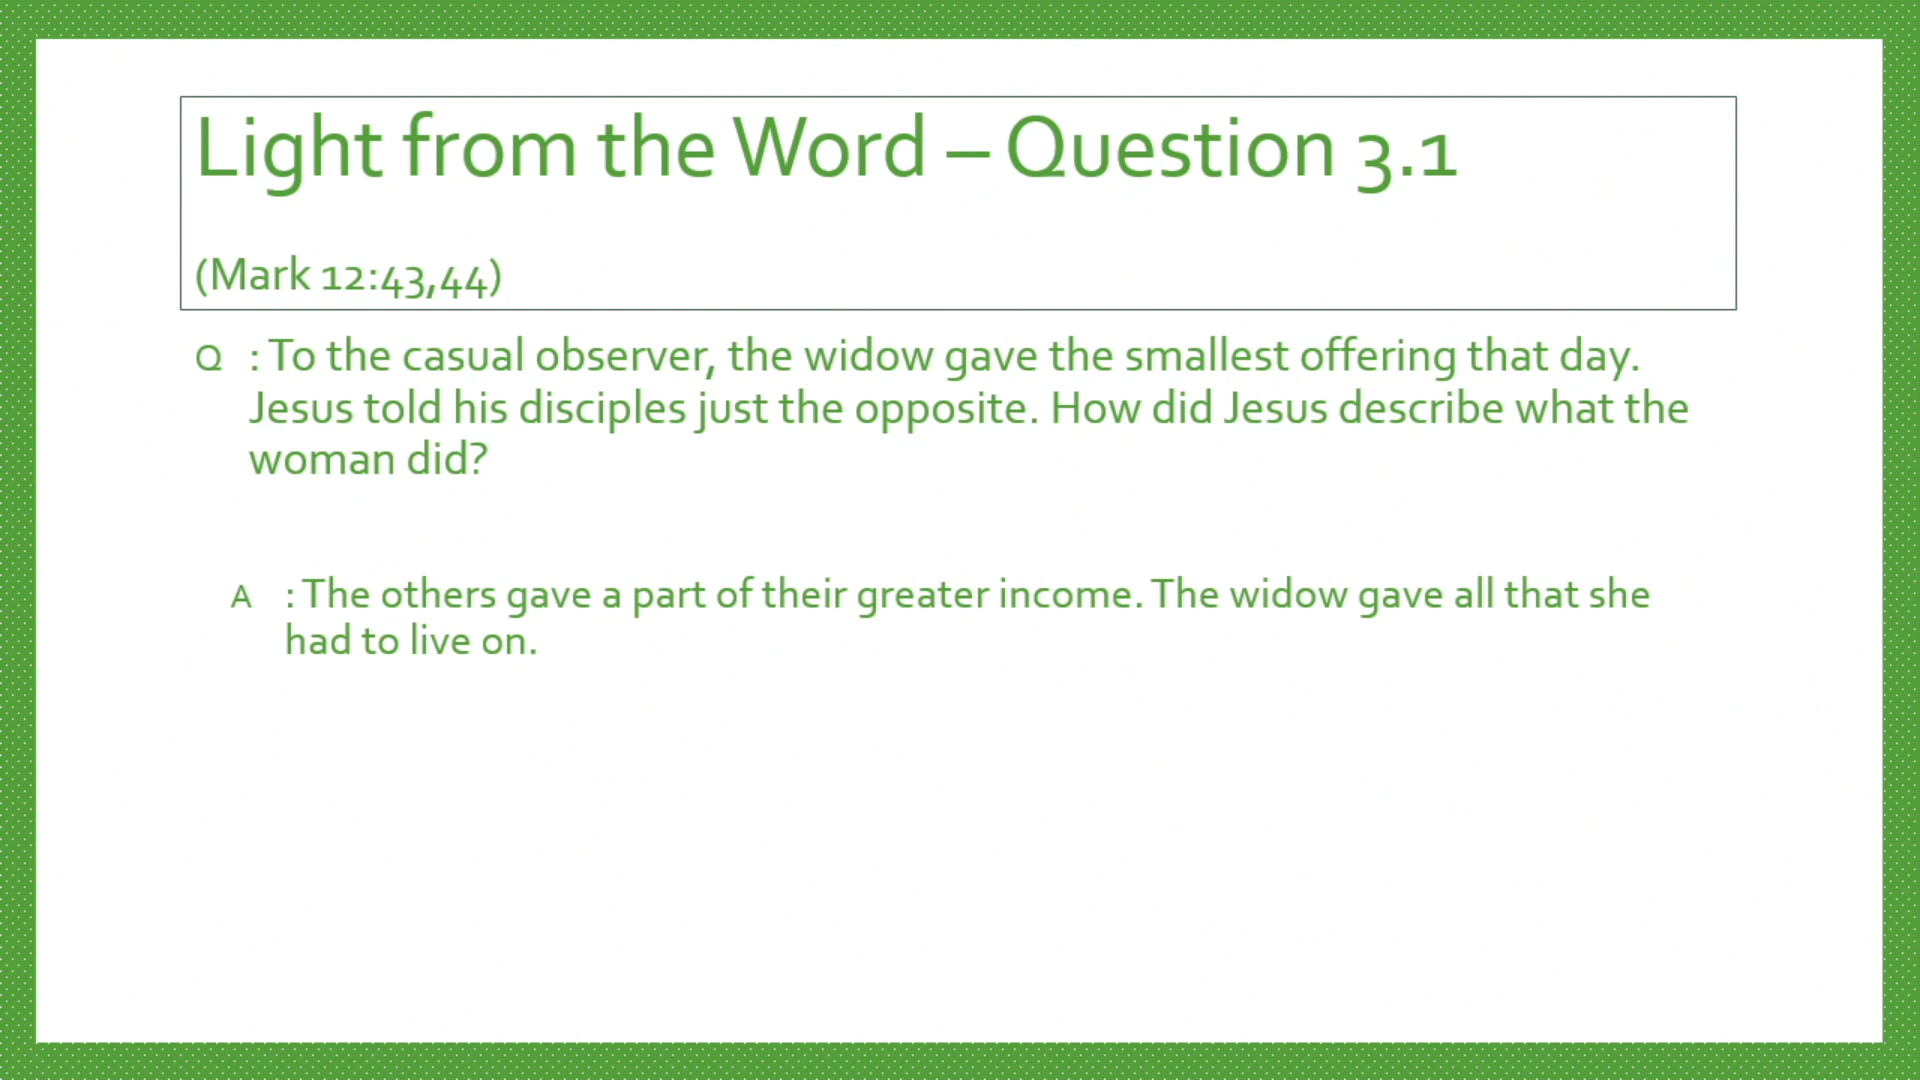 Light from the Word – Question 3.1
(Mark 12:43,44)
Q : To the casual observer, the widow gave the smallest offering that day.
Jesus told his disciples just the opposite. How did Jesus describe what the
woman did?
A : The others gave a part of their greater income. The widow gave all that she
had to live on.